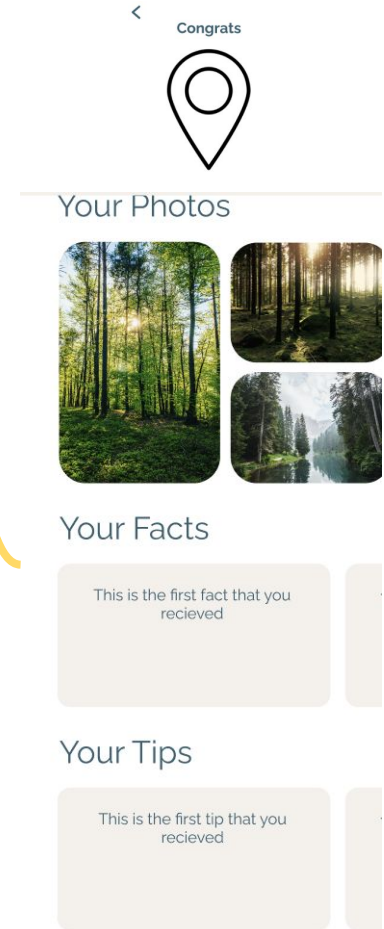 Congrats
Your Photos
Your Facts
This is the first fact that you
recieved
Your Tips
This is the first tip that you
recieved